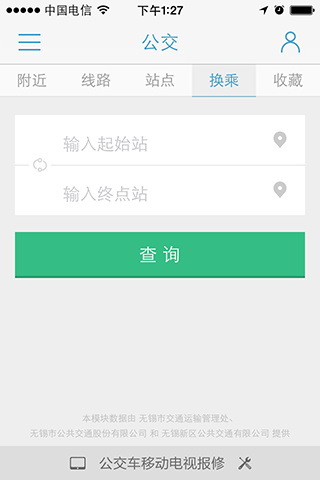 中国电信 下午1:27
公交
附近 线路 站点 换乘 收藏
输入起始站
输入终点站
查 询
本模块数据由 无锡市交通运输管理处、
无锡市公共交通股份有限公司 和 无锡新区公共交通有限公司 提供
公交车移动电视报修